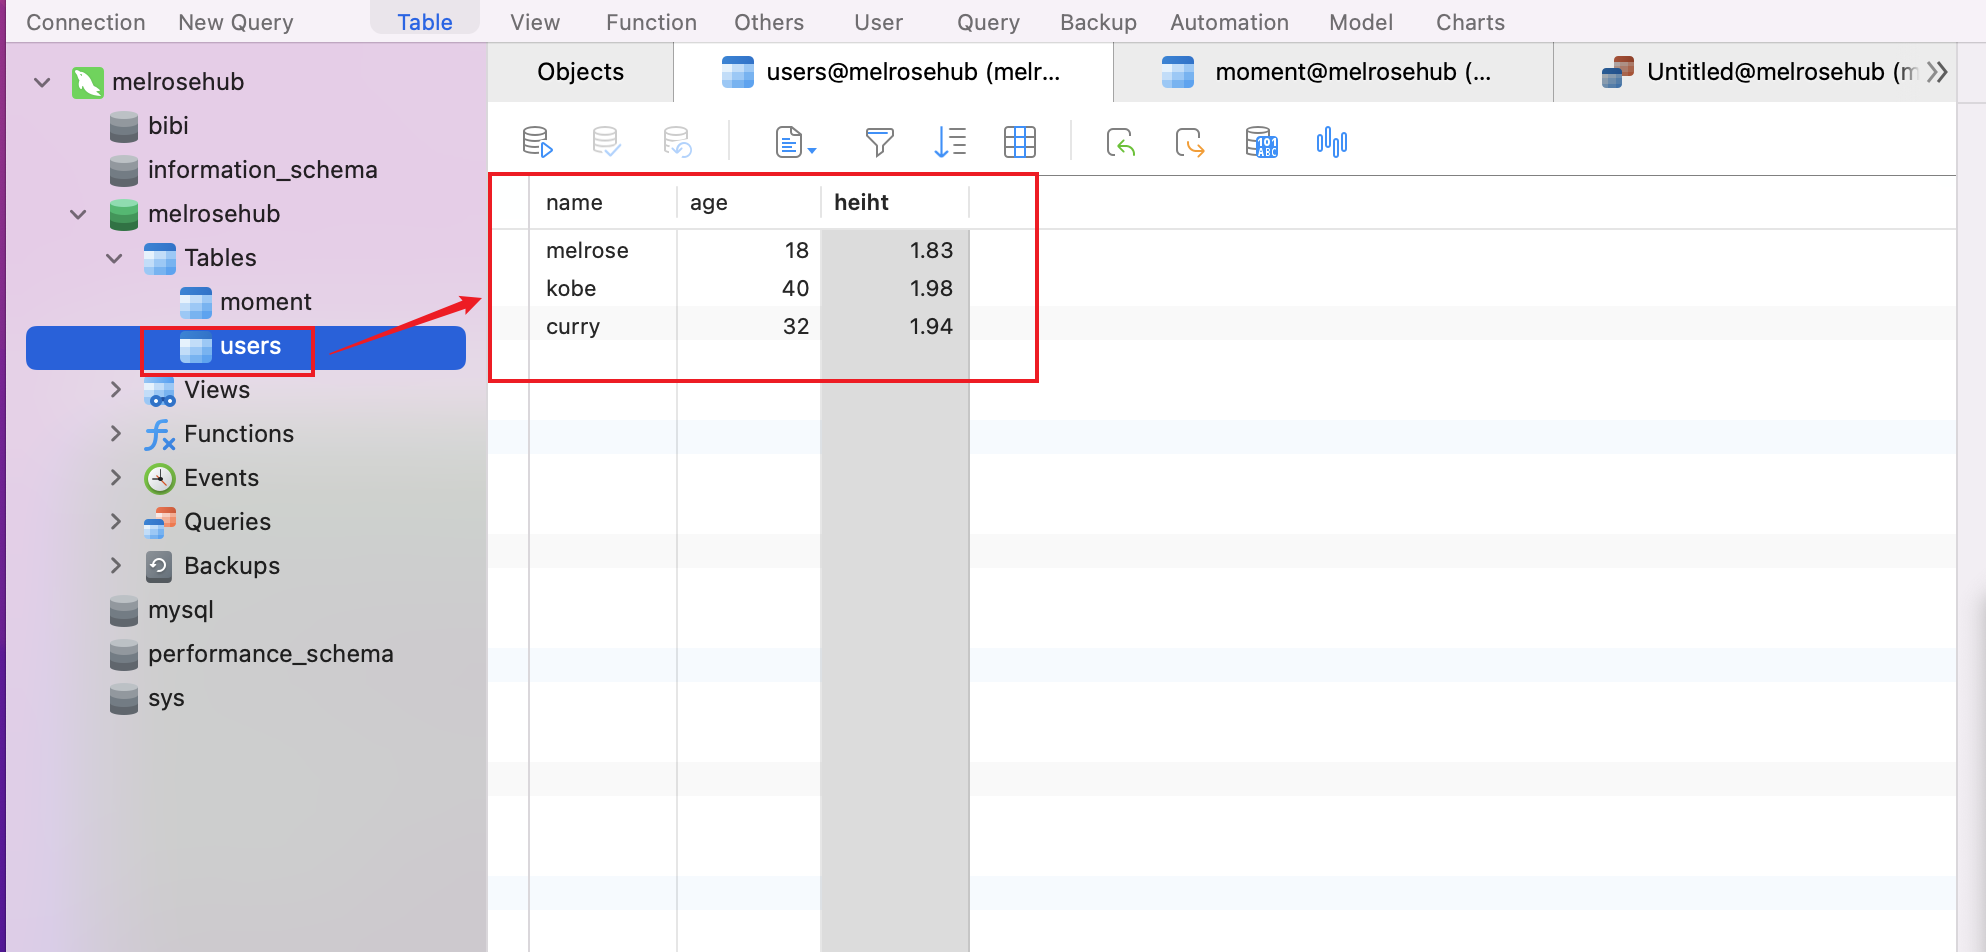 Connection New Query Table View Function Others User Query Backup Automation Model Charts
melrosehub
bibi
information_schema
melrosehub
Tables
moment
users
Views
Functions
Events
Queries
Backups
mysql
performance_schema
sys
Objects users@melrosehub (melr... moment@melrosehub (... Untitled@melrosehub (m
101
ABC
name age heiht
melrose 18 1.83
kobe 40 1.98
curry 32 1.94